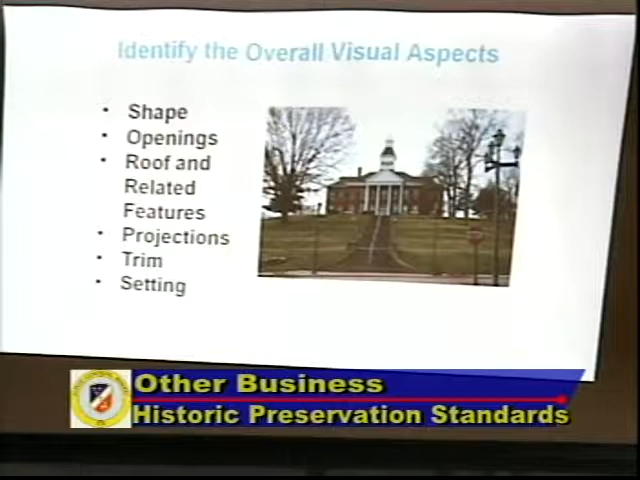 Identify the Overall Visual Aspects
• Shape
• Openings
• Roof and
Related
Features
• Projections
• Trim
• Setting
Other Business
Historic Preservation Standards